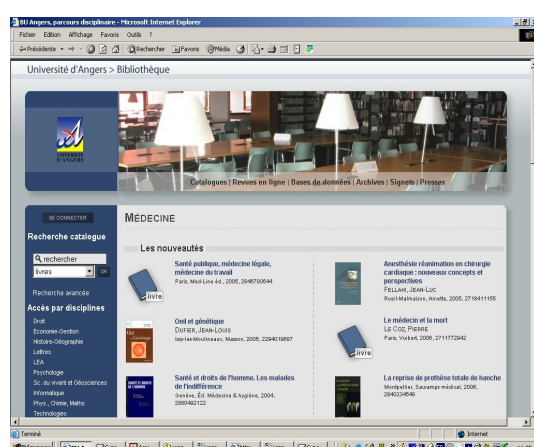 BU Angers, parcours disciplinaire - Microsoft Internet Explorer
Fichier Edition Affichage Favoris Outils ?
Précédente Rechercher Favoris Média
Université d'Angers > Bibliothèque
UNIVERSITÉ D'ANGERS
Catalogues | Revues en ligne | Bases de données | Archives | Signets | Presses
SE CONNECTER
Recherche catalogue
rechercher
livres OK
Recherche avancée
Accès par disciplines
Droit
Economie-Gestion
Histoire-Géographie
Lettres
LEA
Psychologie
Sc. du vivant et Géosciences
Informatique
Phys., Chimie, Maths
Technologies
MÉDECINE
Les nouveautés
livre
Santé publique, médecine légale,
médecine du travail
Paris, Med-Line éd., 2005, 2846780544
Oeil et génétique
DUFIER, JEAN-LOUIS
Issy-les-Moulineaux, Masson, 2005, 2294019687
Santé et droits de l'homme. Les malades
de l'indifférence
Genève, Éd. Médecine & hygiène, 2004,
2880492122
Anesthésie réanimation en chirurgie
cardiaque : nouveaux concepts et
perspectives
FELLAHI, JEAN-LUC
Rueil-Malmaison, Arnette, 2005, 2718411155
livre
Le médecin et la mort
LE COZ, PIERRE
Paris, Vuibert, 2006, 2711772942
La reprise de prothèse totale de hanche
Montpellier, Sauramps médical, 2006,
2840234548
Terminé
Internet